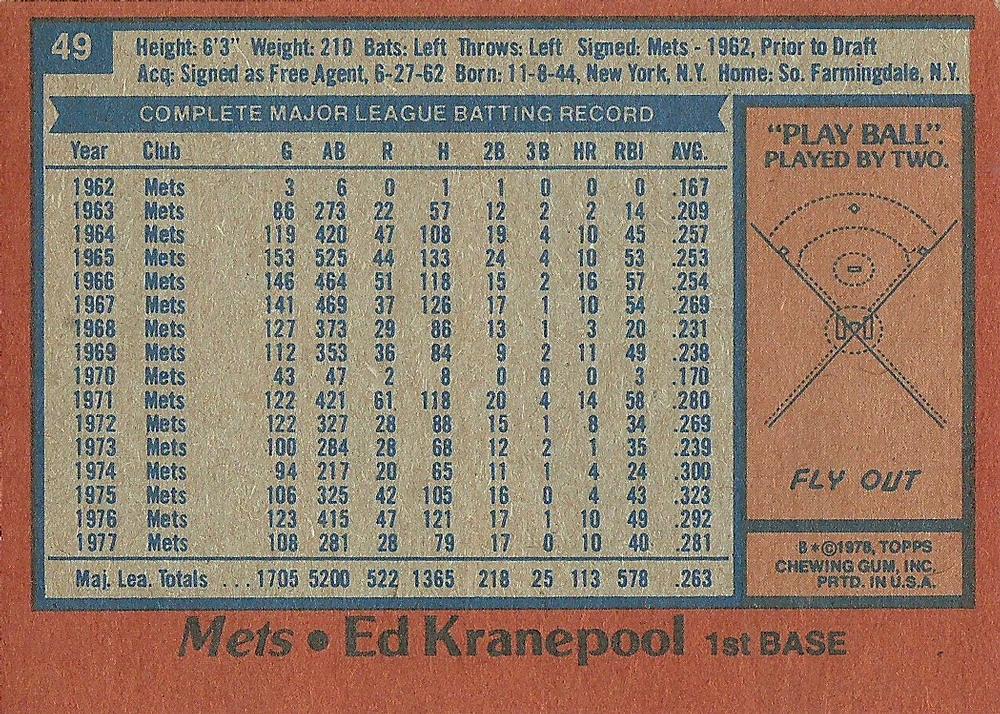 49
Height: 6'3" Weight: 210 Bats: Left Throws: Left Signed: Mets - 1962, Prior to Draft
Acq: Signed as Free Agent, 6-27-62 Born: 11-8-44, New York, N.Y. Home: So. Farmingdale, N.Y.
COMPLETE MAJOR LEAGUE BATTING RECORD
Year Club G AB R H 2B 3B HR RBI AVG.
1962 Mets 3 6 0 1 1 0 0 0 .167
1963 Mets 86 273 22 57 12 2 2 14 .209
1964 Mets 119 420 47 108 19 4 10 45 .257
1965 Mets 153 525 44 133 24 4 10 53 .253
1966 Mets 146 464 51 118 15 2 16 57 .254
1967 Mets 141 469 37 126 17 1 10 54 .269
1968 Mets 127 373 29 86 13 1 3 20 .231
1969 Mets 112 353 36 84 9 2 11 49 .238
1970 Mets 43 47 2 8 0 0 0 3 .170
1971 Mets 122 421 61 118 20 4 14 58 .280
1972 Mets 122 327 28 88 15 1 8 34 .269
1973 Mets 100 284 28 68 12 2 1 35 .239
1974 Mets 94 217 20 65 11 1 4 24 .300
1975 Mets 106 325 42 105 16 0 4 43 .323
1976 Mets 123 415 47 121 17 1 10 49 .292
1977 Mets 108 281 28 79 17 0 10 40 .281
Maj. Lea. Totals ...1705 5200 522 1365 218 25 113 578 .263
"PLAY BALL".
PLAYED BY TWO.
FLY OUT
B*©1978, TOPPS
CHEWING GUM, INC.
PRTD. IN U.S.A.
Mets • Ed Kranepool 1st BASE